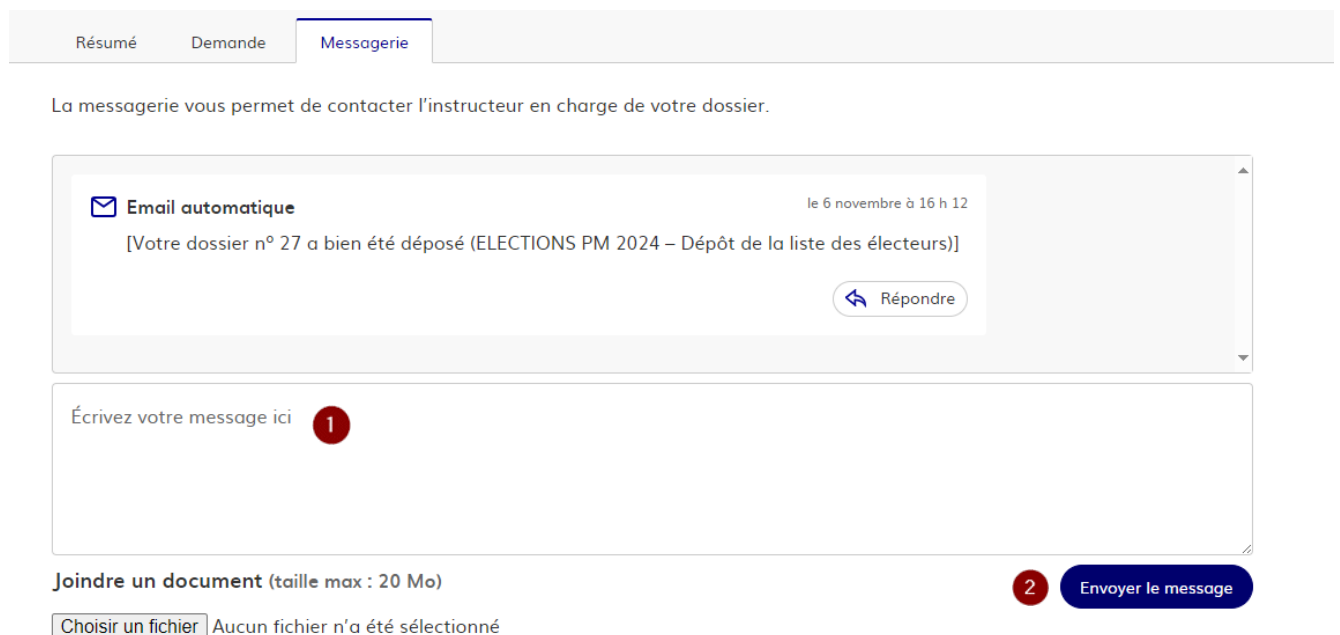 Résumé Demande Messagerie
La messagerie vous permet de contacter l'instructeur en charge de votre dossier.
Email automatique le 6 novembre à 16 h 12
[Votre dossier nº 27 a bien été déposé (ELECTIONS PM 2024 – Dépôt de la liste des électeurs)]
Répondre
Écrivez votre message ici 1
Joindre un document (taille max : 20 Mo) 2 Envoyer le message
Choisir un fichier Aucun fichier n'a été sélectionné